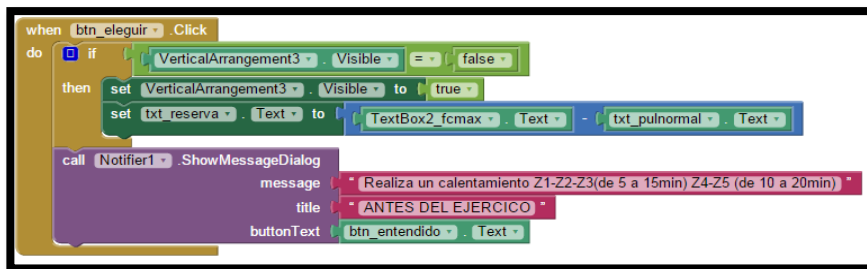 when btn_eleguir .Click
do if VerticalArrangement3 . Visible = false
then set VerticalArrangement3 . Visible to true
set txt_reserva . Text to TextBox2_fcmax . Text - txt_pulnormal . Text
call Notifier1 .ShowMessageDialog
message " Realiza un calentamiento Z1-Z2-Z3(de 5 a 15min) Z4-Z5 (de 10 a 20min) "
title " ANTES DEL EJERCICO "
buttonText btn_entendido . Text